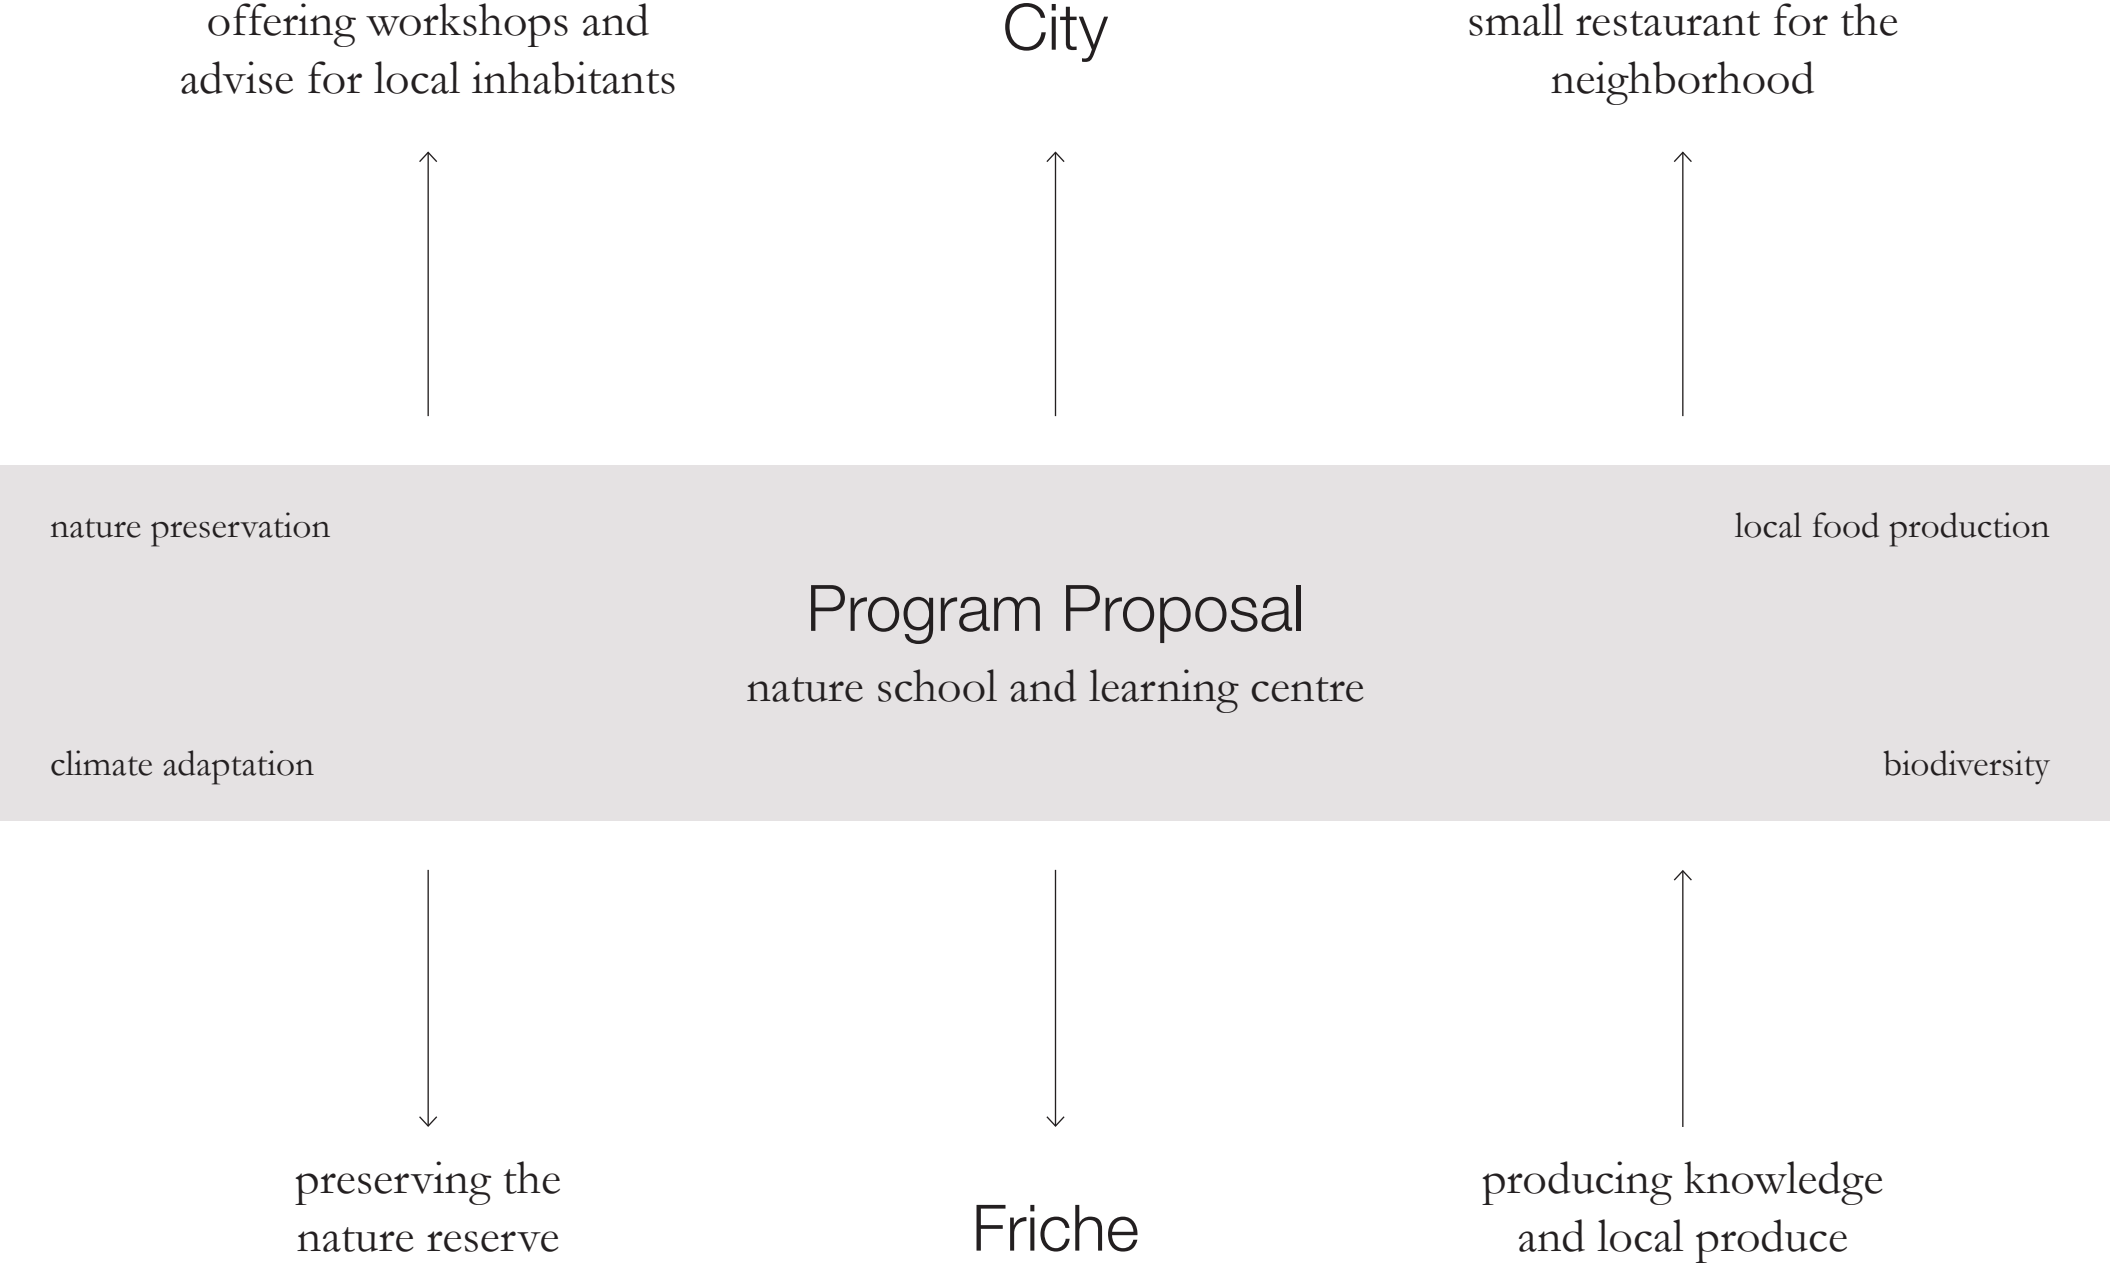 offering workshops and
advise for local inhabitants
City
small restaurant for the
neighborhood
nature preservation
local food production
Program Proposal
nature school and learning centre
climate adaptation
biodiversity
preserving the
nature reserve
Friche
producing knowledge
and local produce